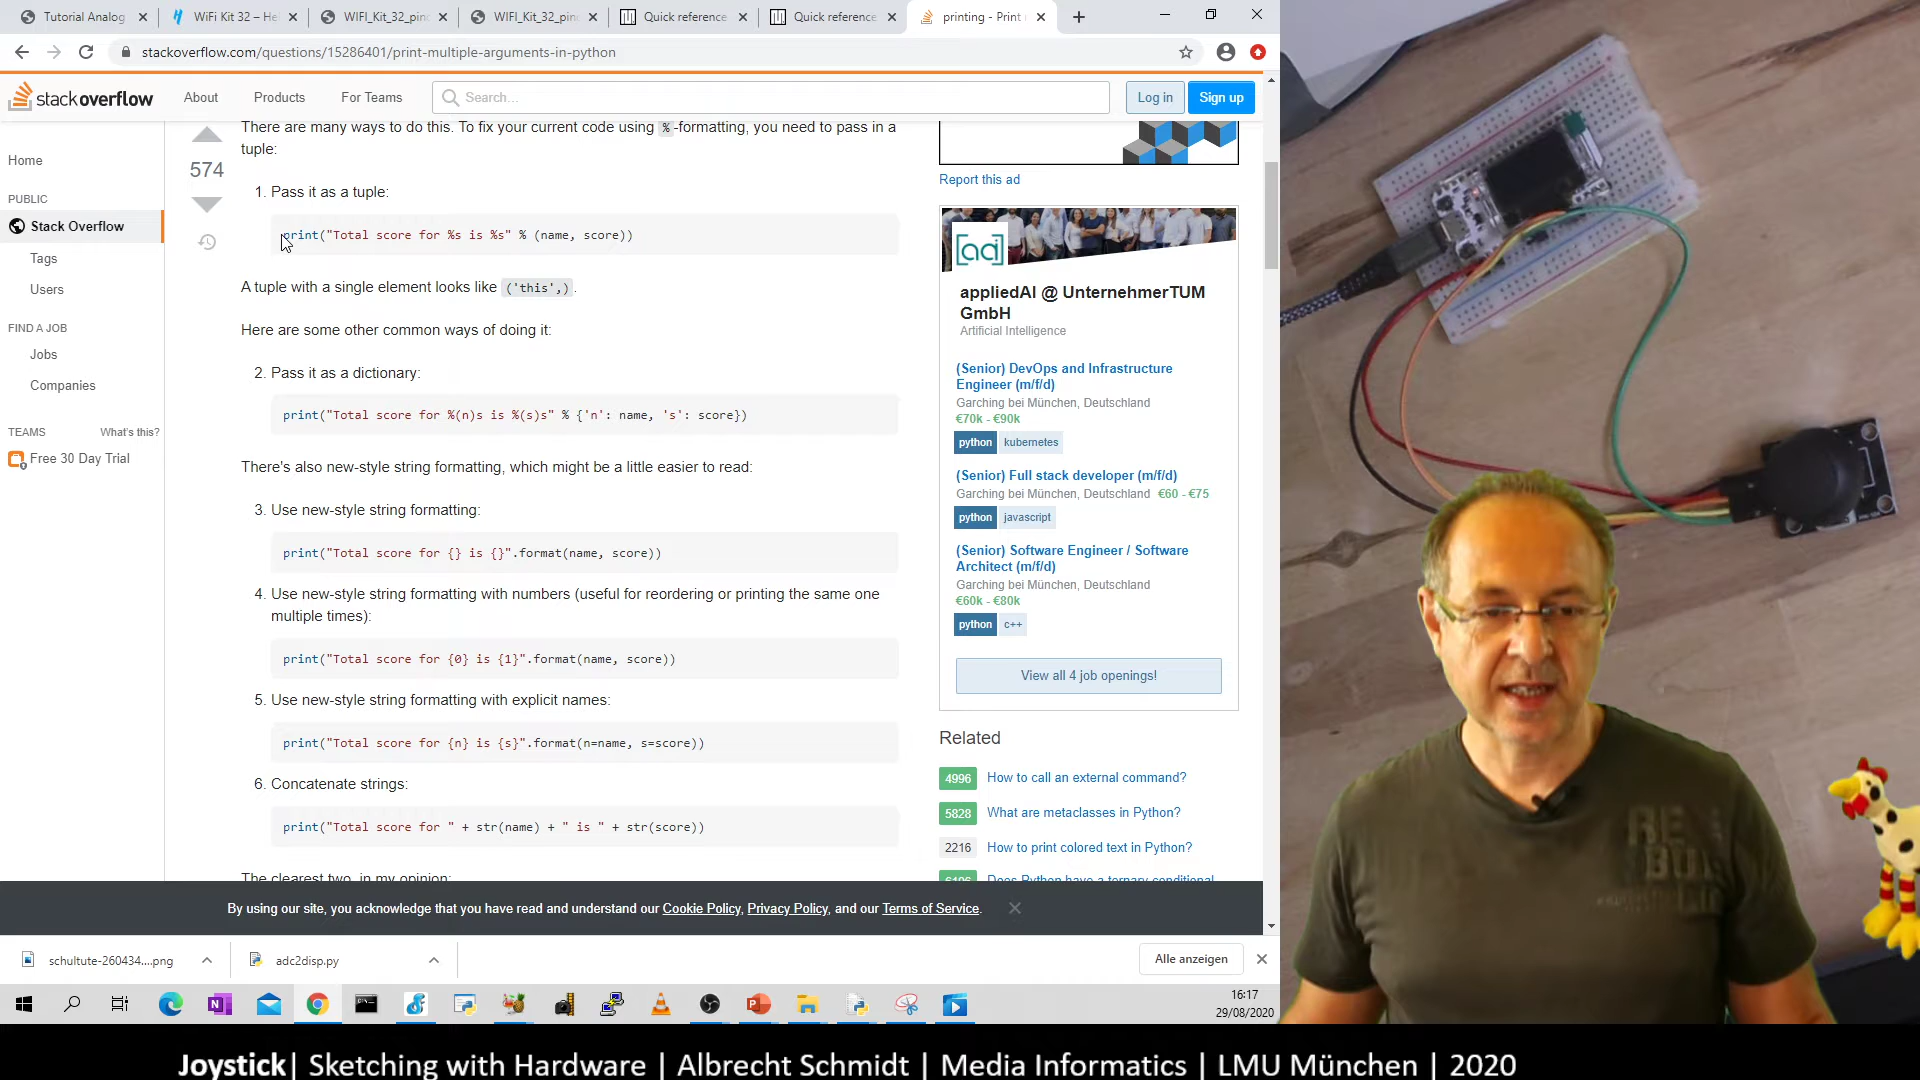 Tutorial Analog
WiFi Kit 32 – He
WIFI_Kit_32_pin
WIFI_Kit_32_pin
Quick reference
Quick reference
printing - Print
stackoverflow.com/questions/15286401/print-multiple-arguments-in-python
stackoverflow
About
Products
For Teams
Search...
Log in
Sign up
Home
PUBLIC
Stack Overflow
Tags
Users
FIND A JOB
Jobs
Companies
TEAMS
What's this?
Free 30 Day Trial
574
There are many ways to do this. To fix your current code using %-formatting, you need to pass in a
tuple:
1. Pass it as a tuple:
print("Total score for %s is %s" % (name, score))
A tuple with a single element looks like ('this',).
Here are some other common ways of doing it:
2. Pass it as a dictionary:
print("Total score for %(n)s is %(s)s" % {'n': name, 's': score})
There's also new-style string formatting, which might be a little easier to read:
3. Use new-style string formatting:
print("Total score for {} is {}".format(name, score))
4. Use new-style string formatting with numbers (useful for reordering or printing the same one
multiple times):
print("Total score for {0} is {1}".format(name, score))
5. Use new-style string formatting with explicit names:
print("Total score for {n} is {s}".format(n=name, s=score))
6. Concatenate strings:
print("Total score for " + str(name) + " is " + str(score))
The clearest two, in my opinion:
Report this ad
[ai]
appliedAI @ UnternehmerTUM
GmbH
Artificial Intelligence
(Senior) DevOps and Infrastructure
Engineer (m/f/d)
Garching bei München, Deutschland
€70k - €90k
python kubernetes
(Senior) Full stack developer (m/f/d)
Garching bei München, Deutschland €60 - €75
python javascript
(Senior) Software Engineer / Software
Architect (m/f/d)
Garching bei München, Deutschland
€60k - €80k
python c++
View all 4 job openings!
Related
4996 How to call an external command?
5828 What are metaclasses in Python?
2216 How to print colored text in Python?
Does Python have a ternary conditional
By using our site, you acknowledge that you have read and understand our Cookie Policy, Privacy Policy, and our Terms of Service.
schultute-260434....png
adc2disp.py
Alle anzeigen
16:17
29/08/2020
Joystick| Sketching with Hardware | Albrecht Schmidt | Media Informatics | LMU München | 2020